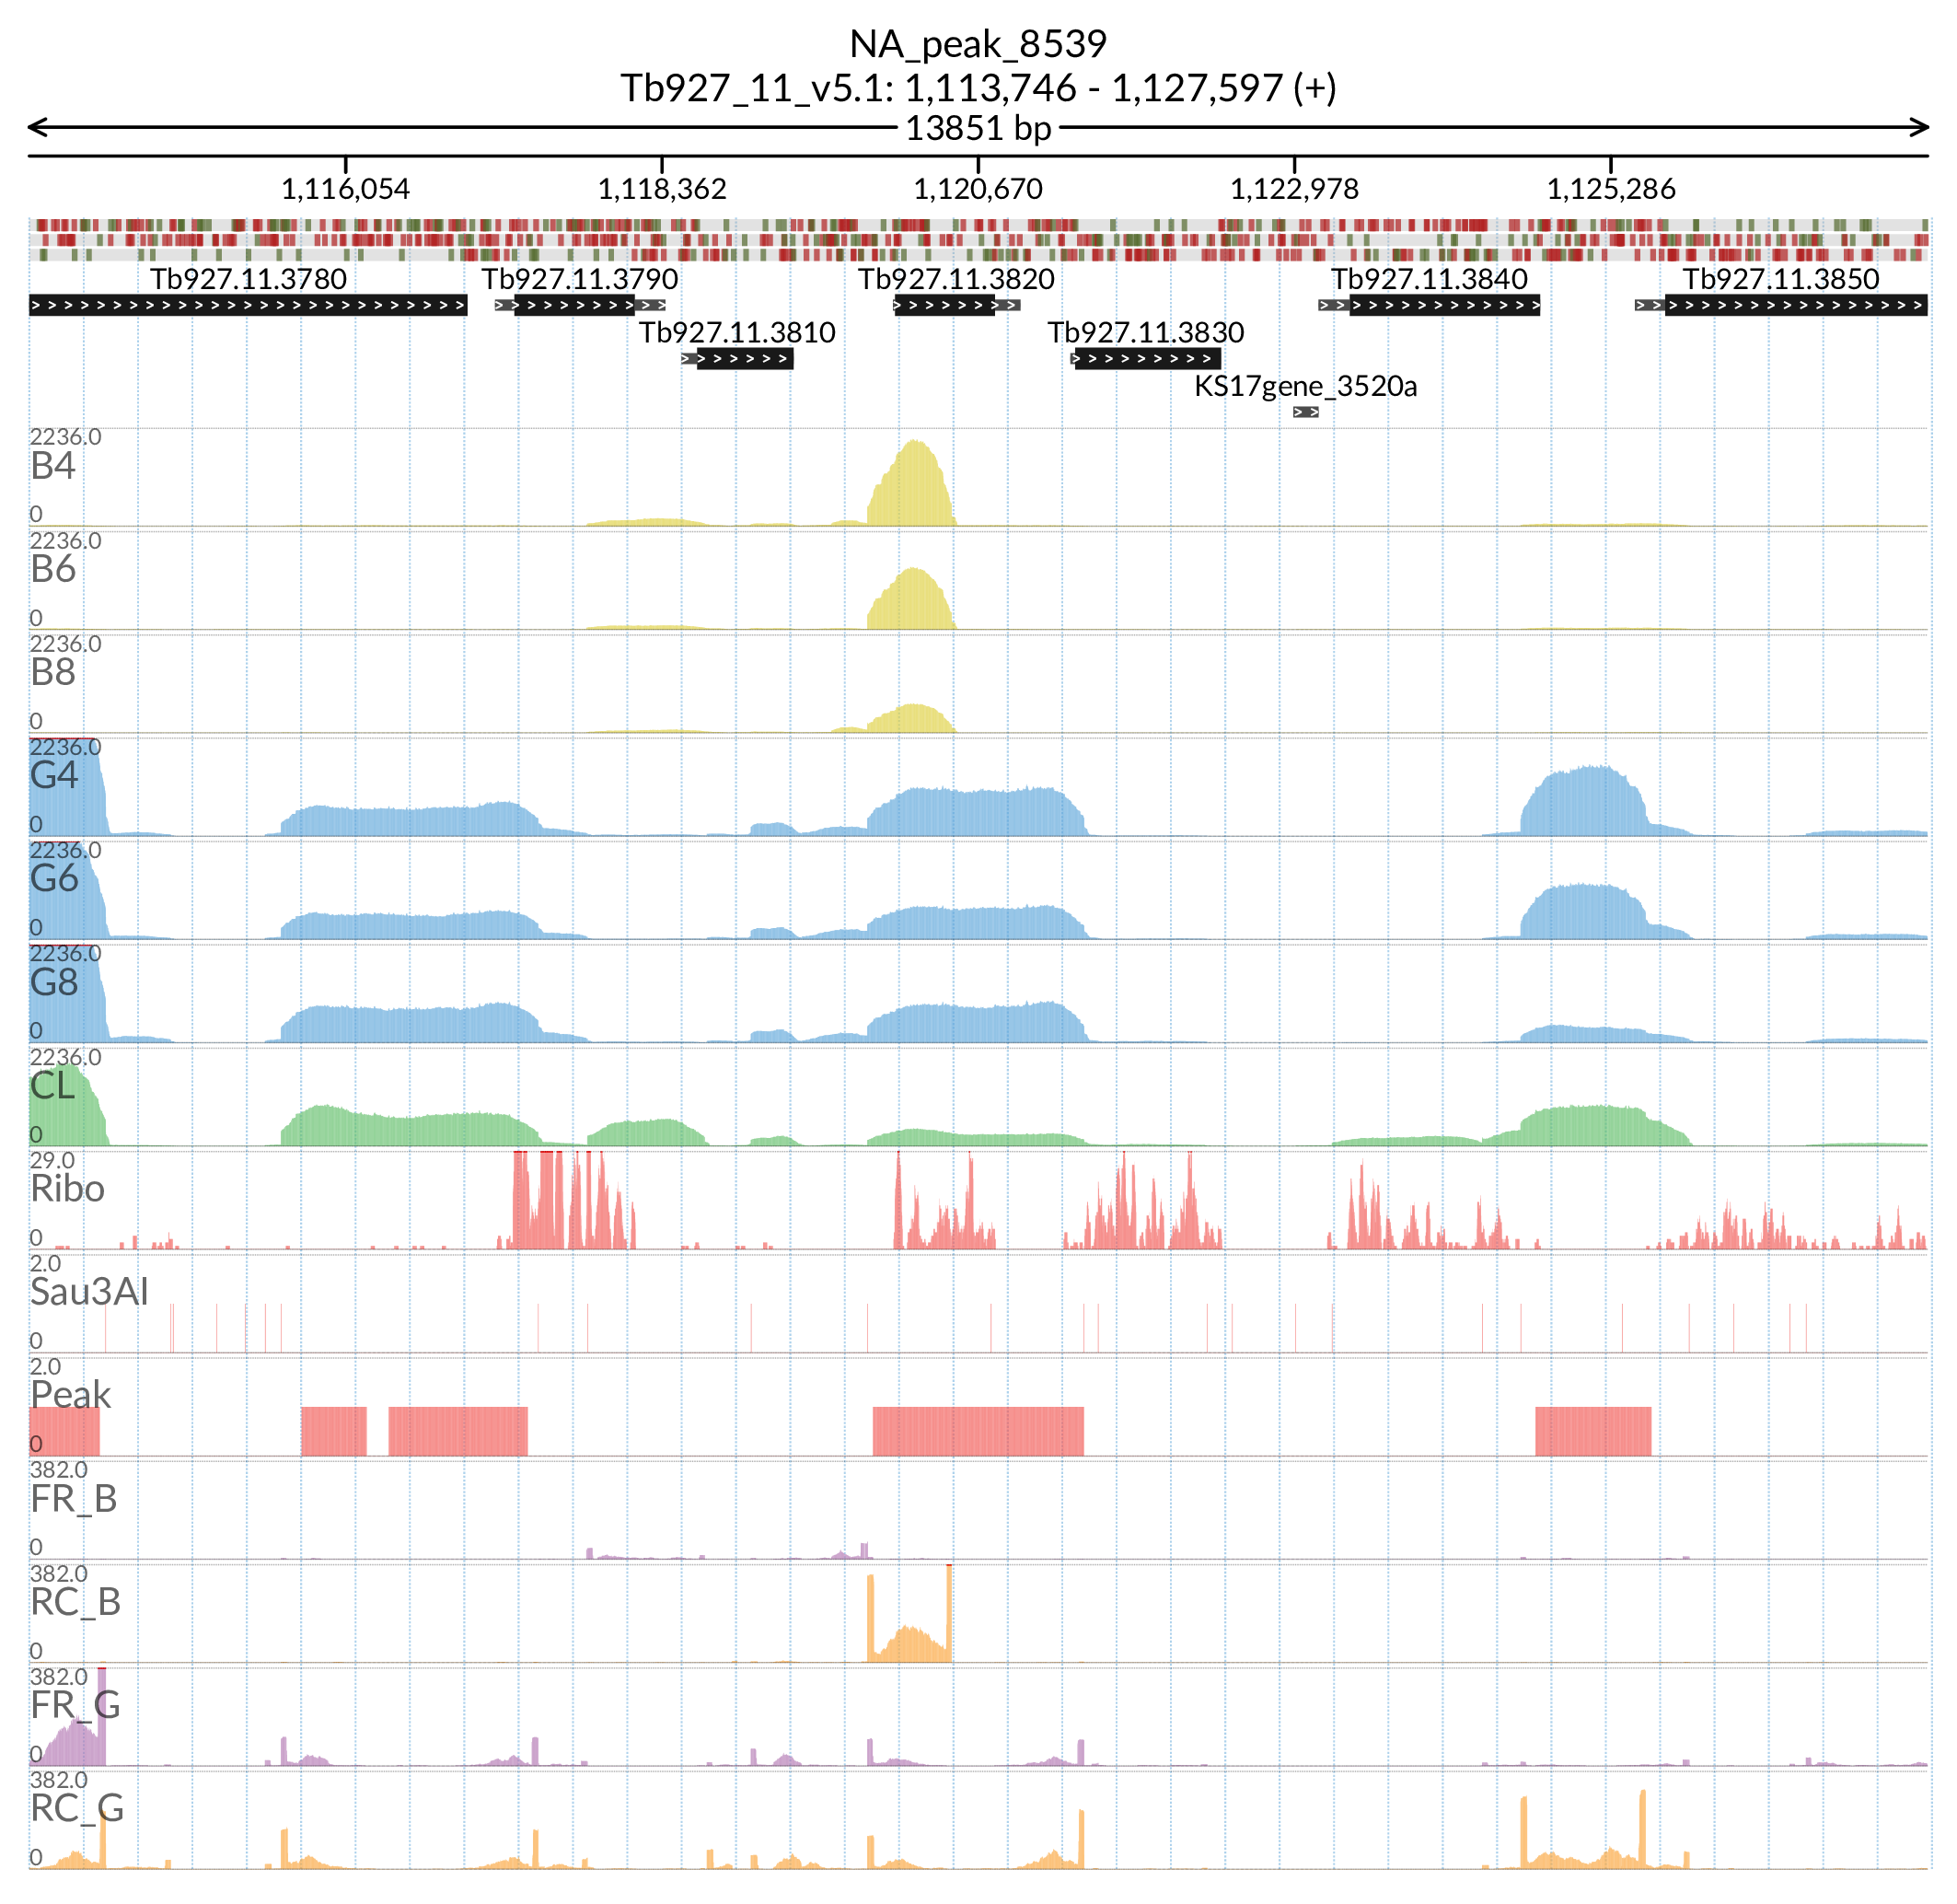 NA_peak_8539
Tb927_11_v5.1: 1,113,746 - 1,127,597 (+)
13851 bp
1,116,054 1,118,362 1,120,670 1,122,978 1,125,286
Tb927.11.3780 Tb927.11.3790 Tb927.11.3820 Tb927.11.3840 Tb927.11.3850
Tb927.11.3810 Tb927.11.3830
KS17gene_3520a
2236.0
B4
0
2236.0
B6
0
2236.0
B8
0
2236.0
G4
0
2236.0
G6
0
2236.0
G8
0
2236.0
CL
0
29.0
Ribo
0
2.0
Sau3AI
0
2.0
Peak
0
382.0
FR_B
0
382.0
RC_B
0
382.0
FR_G
0
382.0
RC_G
0